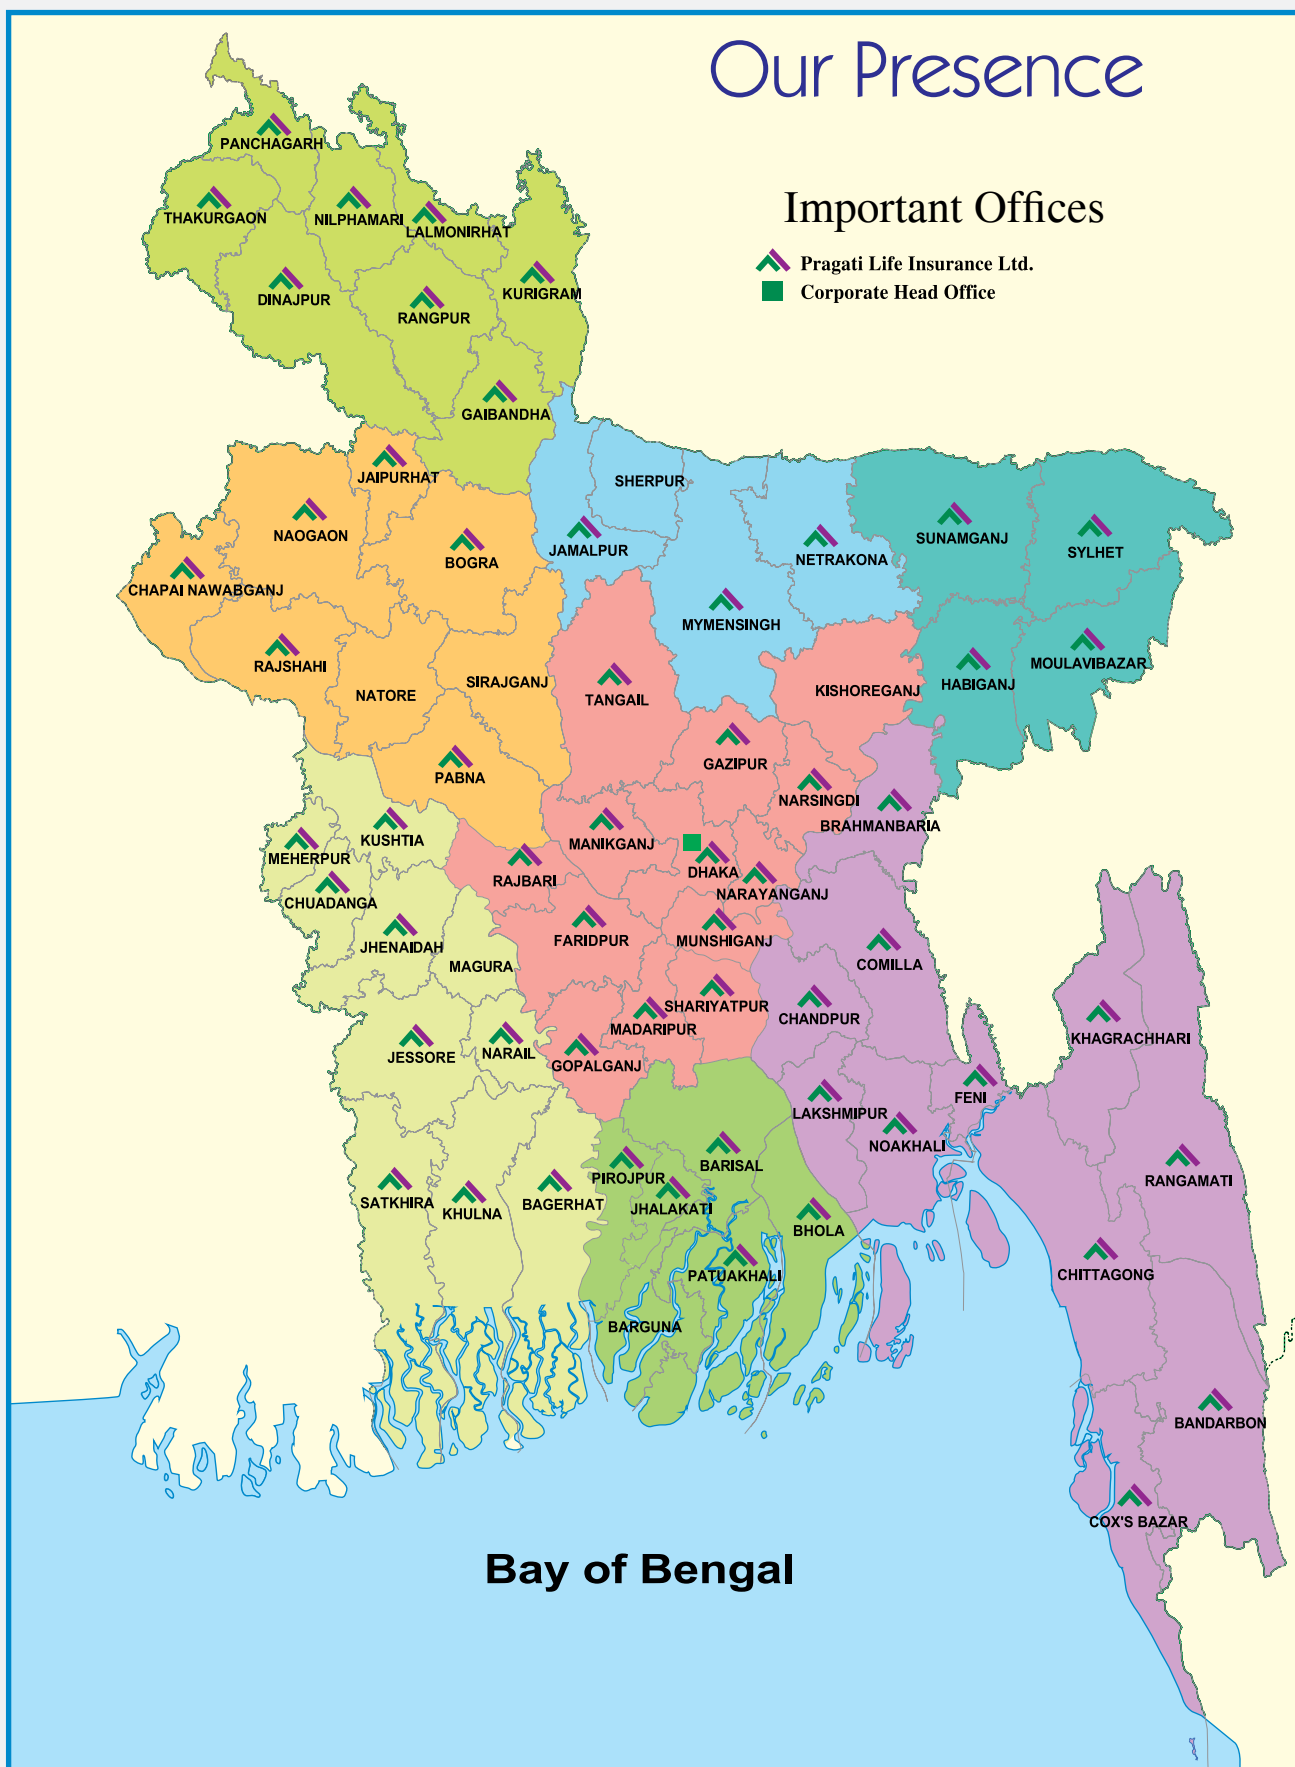 Our Presence
Important Offices
Pragati Life Insurance Ltd.
Corporate Head Office
PANCHAGARH
THAKURGAON
NILPHAMARI
LALMONIRHAT
DINAJPUR
RANGPUR
KURIGRAM
GAIBANDHA
JAIPURHAT
NAOGAON
BOGRA
CHAPAI NAWABGANJ
RAJSHAHI
NATORE
SIRAJGANJ
PABNA
SHERPUR
JAMALPUR
NETRAKONA
MYMENSINGH
SUNAMGANJ
SYLHET
HABIGANJ
MOULAVIBAZAR
TANGAIL
KISHOREGANJ
GAZIPUR
NARSINGDI
MANIKGANJ
DHAKA
NARAYANGANJ
RAJBARI
FARIDPUR
MUNSHIGANJ
SHARIYATPUR
MADARIPUR
GOPALGANJ
BRAHMANBARIA
COMILLA
CHANDPUR
LAKSHMIPUR
NOAKHALI
FENI
KHAGRACHHARI
RANGAMATI
CHITTAGONG
BANDARBON
COX'S BAZAR
KUSHTIA
MEHERPUR
CHUADANGA
JHENAIDAH
MAGURA
JESSORE
NARAIL
SATKHIRA
KHULNA
BAGERHAT
PIROJPUR
BARISAL
JHALAKATI
BHOLA
PATUAKHALI
BARGUNA
Bay of Bengal